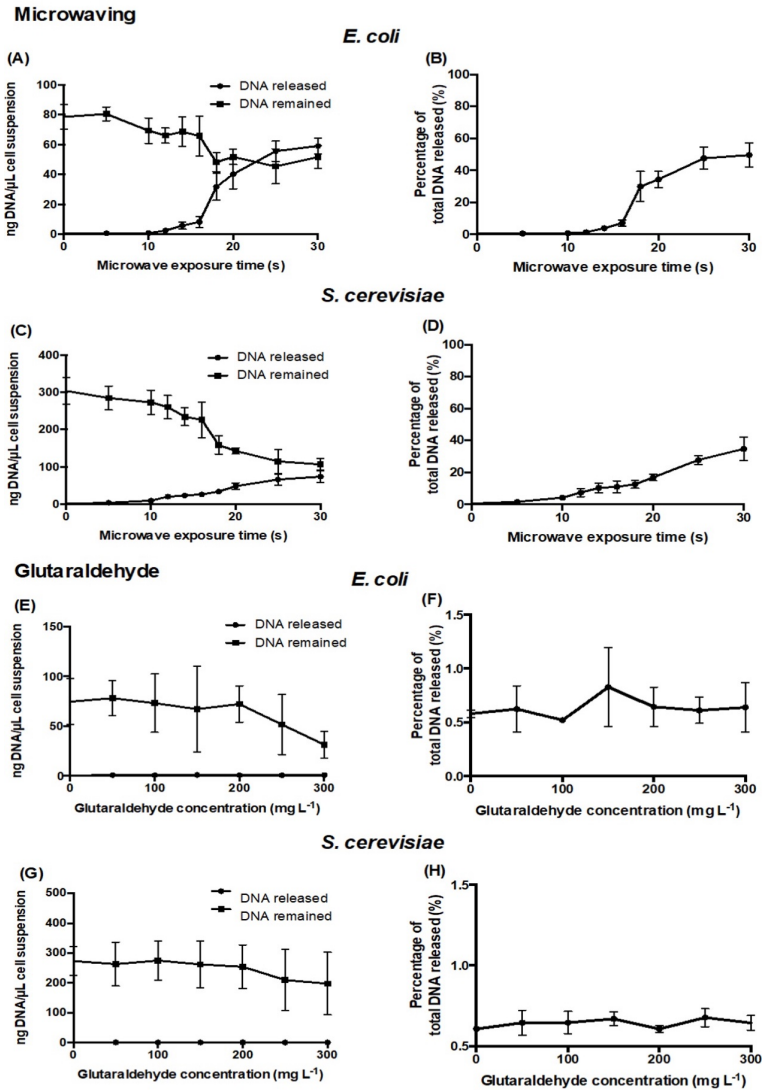 Microwaving
E. coli
(A)
ng DNA/µL cell suspension
100
80
60
40
20
0
DNA released
DNA remained
0 10 20 30
Microwave exposure time (s)
(B)
Percentage of
total DNA released (%)
100
80
60
40
20
0
0 10 20 30
Microwave exposure time (s)
S. cerevisiae
(C)
ng DNA/µL cell suspension
400
300
200
100
0
DNA released
DNA remained
0 10 20 30
Microwave exposure time (s)
(D)
Percentage of
total DNA released (%)
100
80
60
40
20
0
0 10 20 30
Microwave exposure time (s)
Glutaraldehyde
E. coli
(E)
ng DNA/µL cell suspension
150
100
50
0
DNA released
DNA remained
0 100 200 300
Glutaraldehyde concentration (mg L⁻¹)
(F)
Percentage of
total DNA released (%)
1.5
1.0
0.5
0.0
0 100 200 300
Glutaraldehyde concentration (mg L⁻¹)
S. cerevisiae
(G)
ng DNA/µL cell suspension
500
400
300
200
100
0
DNA released
DNA remained
0 100 200 300
Glutaraldehyde concentration (mg L⁻¹)
(H)
Percentage of
total DNA released (%)
1.5
1.0
0.5
0 100 200 300
Glutaraldehyde concentration (mg L⁻¹)